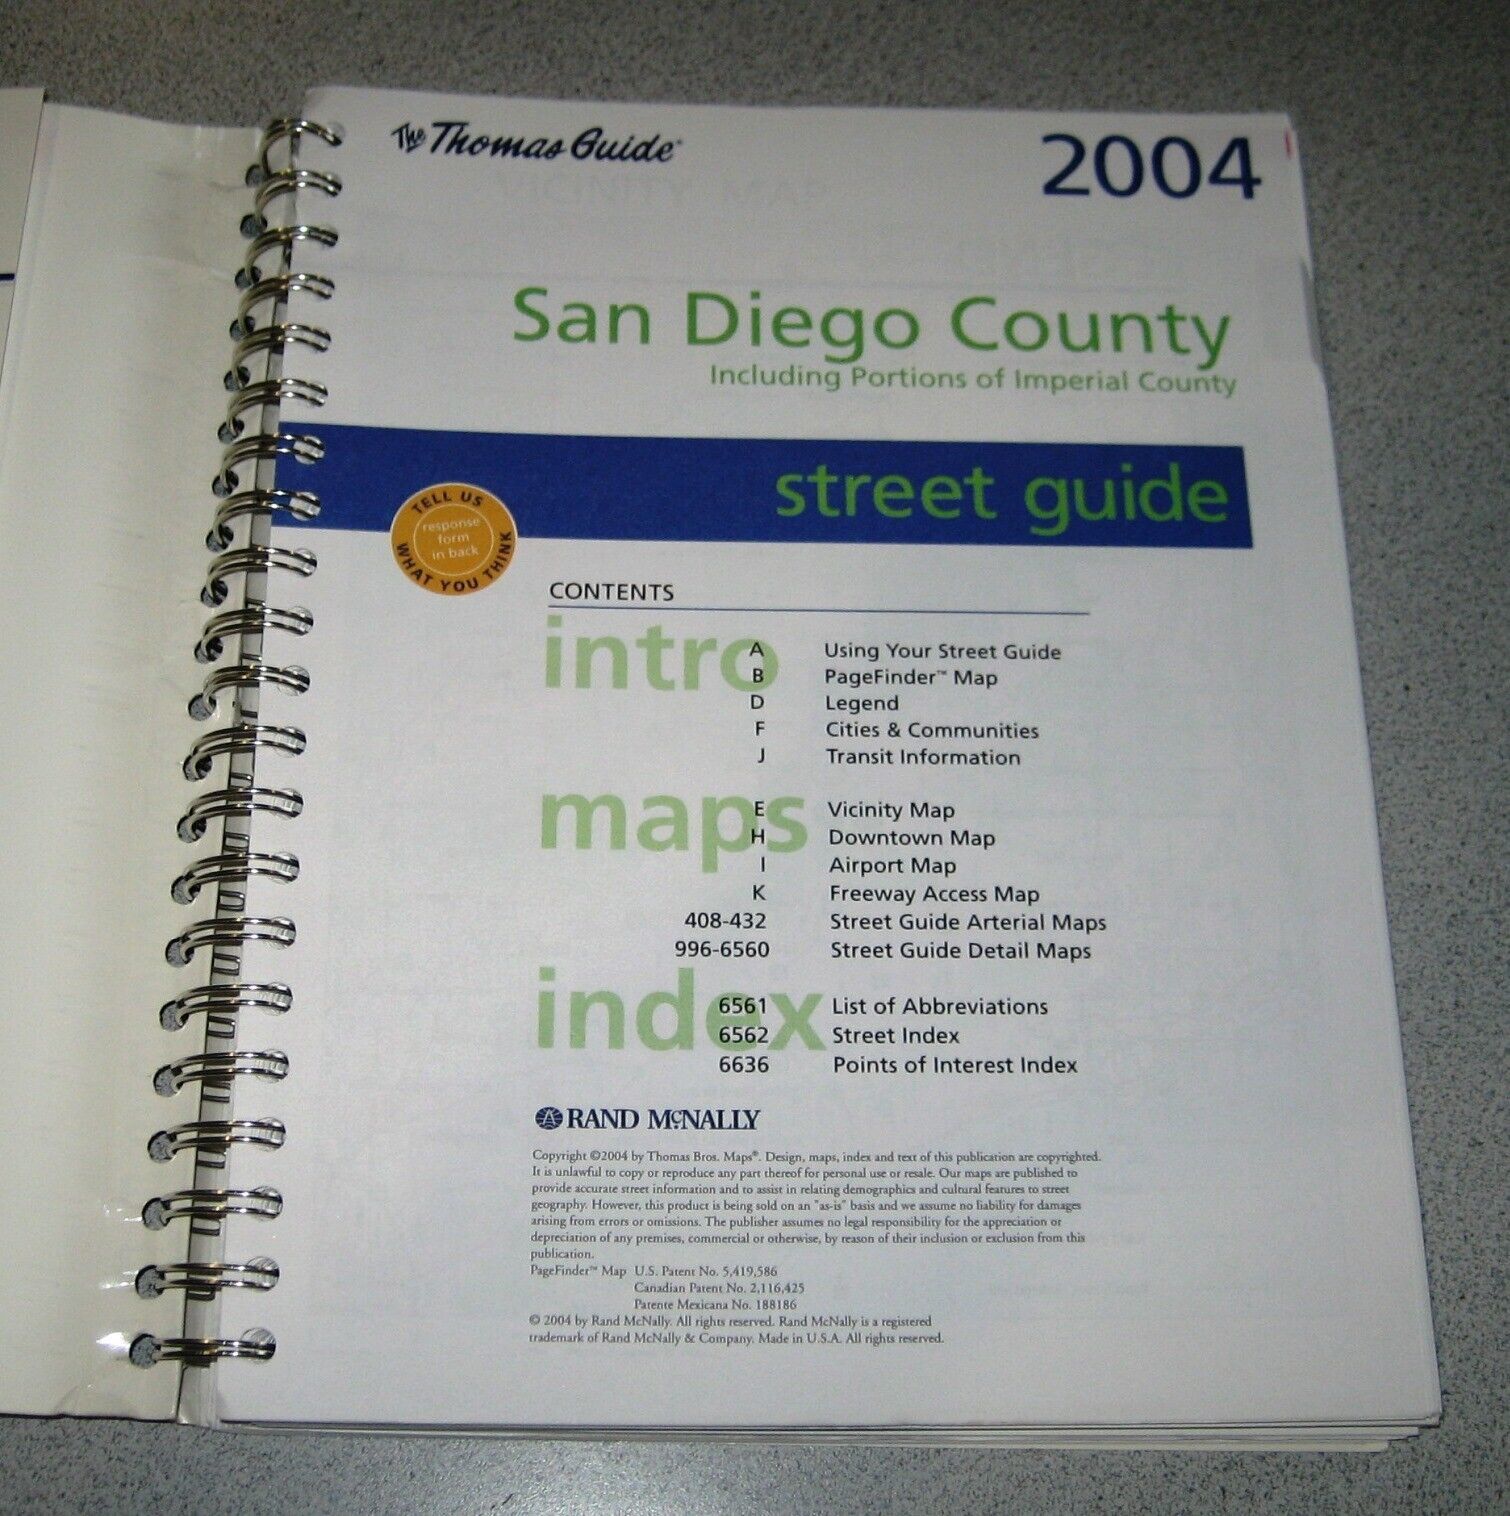 The Thomas Guide®
2004
San Diego County
Including Portions of Imperial County
street guide
TELL US
response
form
in back
WHAT YOU THINK
CONTENTS
intro
A Using Your Street Guide
B PageFinder™ Map
D Legend
F Cities & Communities
J Transit Information
maps
E Vicinity Map
H Downtown Map
I Airport Map
K Freeway Access Map
408-432 Street Guide Arterial Maps
996-6560 Street Guide Detail Maps
index
6561 List of Abbreviations
6562 Street Index
6636 Points of Interest Index
RAND McNALLY
Copyright ©2004 by Thomas Bros. Maps®. Design, maps, index and text of this publication are copyrighted.
It is unlawful to copy or reproduce any part thereof for personal use or resale. Our maps are published to
provide accurate street information and to assist in relating demographics and cultural features to street
geography. However, this product is being sold on an "as-is" basis and we assume no liability for damages
arising from errors or omissions. The publisher assumes no legal responsibility for the appreciation or
depreciation of any premises, commercial or otherwise, by reason of their inclusion or exclusion from this
publication.
PageFinder™ Map U.S. Patent No. 5,419,586
Canadian Patent No. 2,116,425
Patente Mexicana No. 188186
© 2004 by Rand McNally. All rights reserved. Rand McNally is a registered
trademark of Rand McNally & Company. Made in U.S.A. All rights reserved.